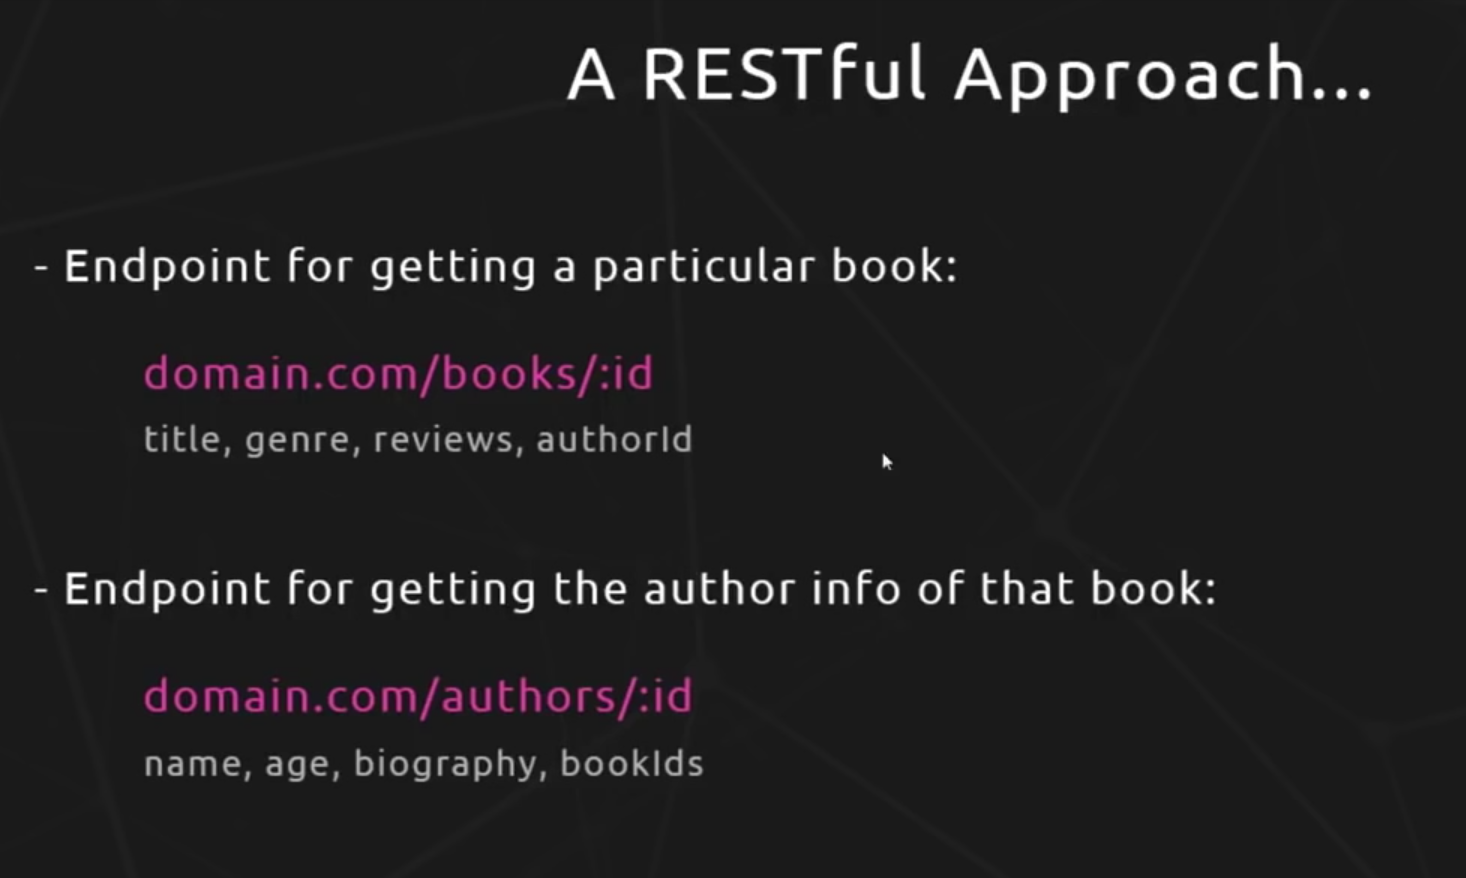 A RESTful Approach...
- Endpoint for getting a particular book:
domain.com/books/:id
title, genre, reviews, authorId
- Endpoint for getting the author info of that book:
domain.com/authors/:id
name, age, biography, bookIds